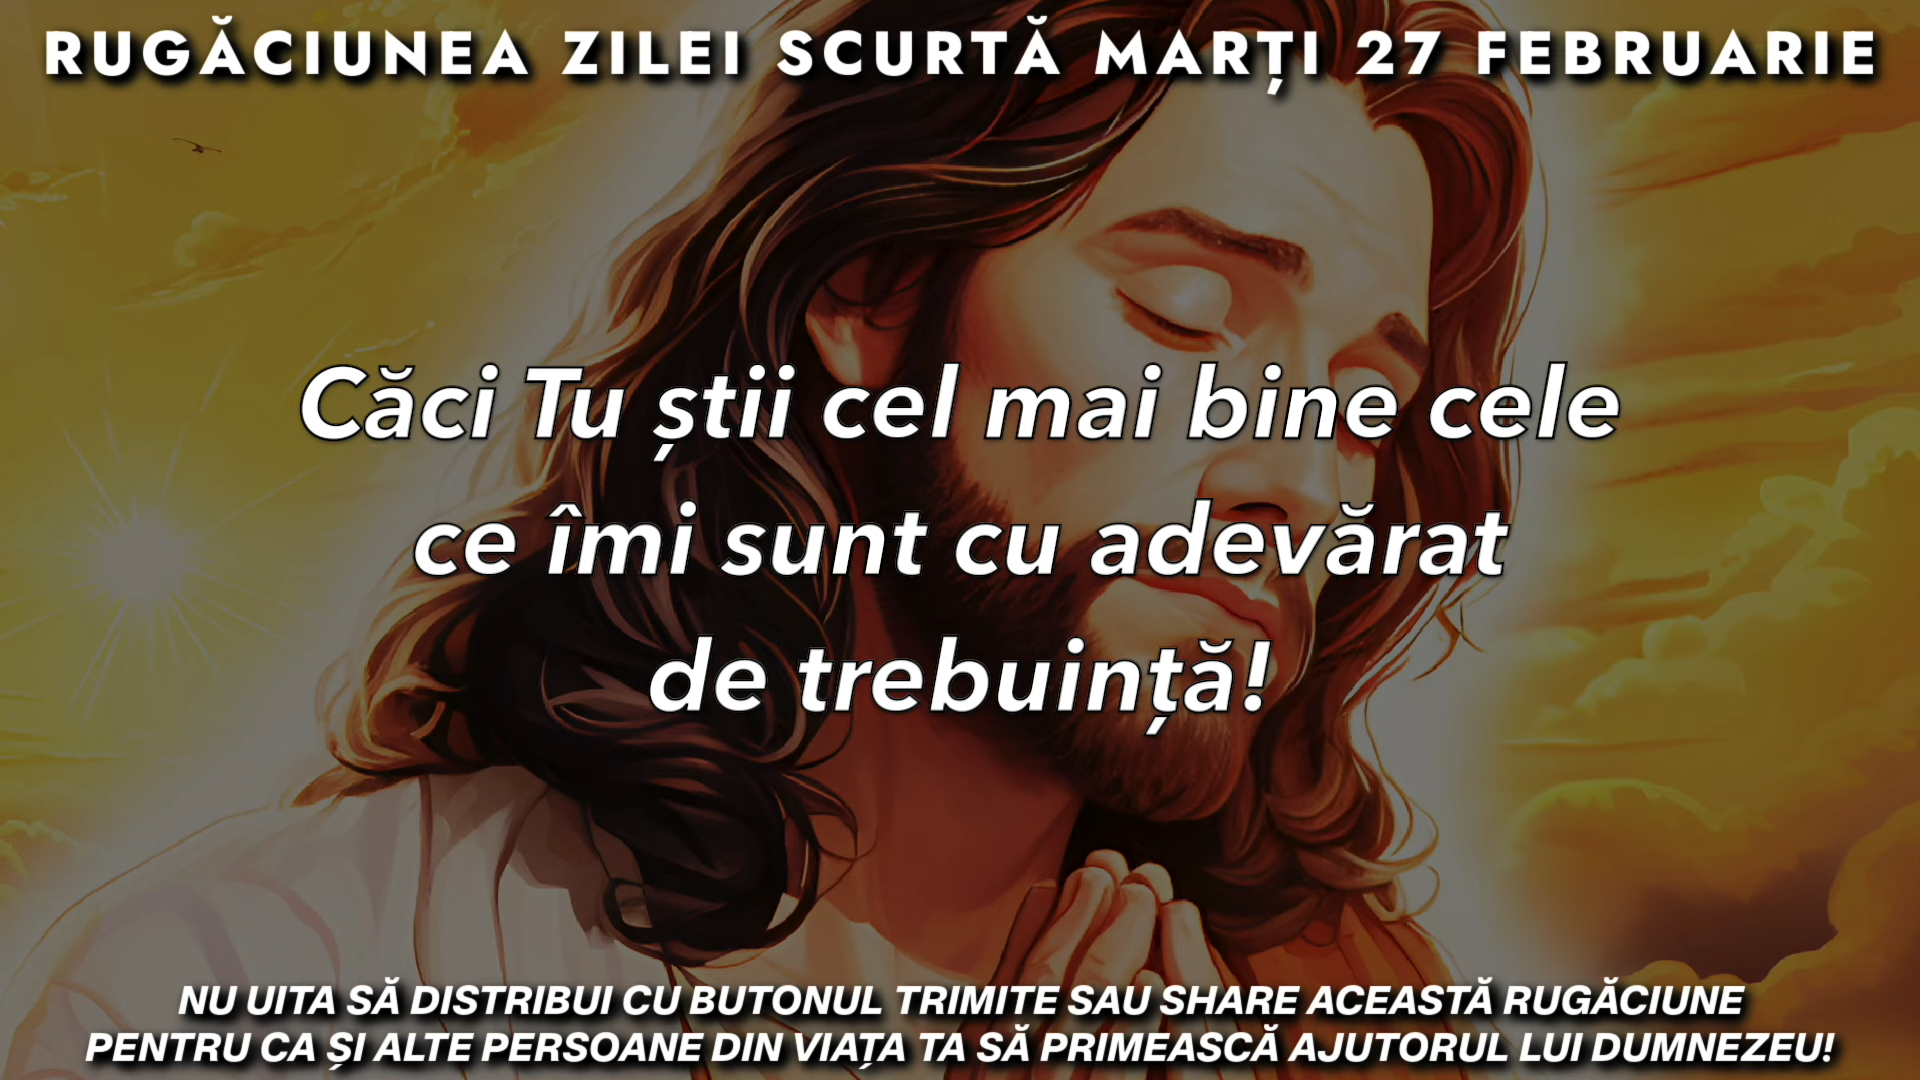 RUGĂCIUNEA ZILEI SCURTĂ MARȚI 27 FEBRUARIE
Căci Tu știi cel mai bine cele
ce îmi sunt cu adevărat
de trebuință!
NU UITA SĂ DISTRIBUI CU BUTONUL TRIMITE SAU SHARE ACEASTĂ RUGĂCIUNE
PENTRU CA ȘI ALTE PERSOANE DIN VIAȚA TA SĂ PRIMEASCĂ AJUTORUL LUI DUMNEZEU!